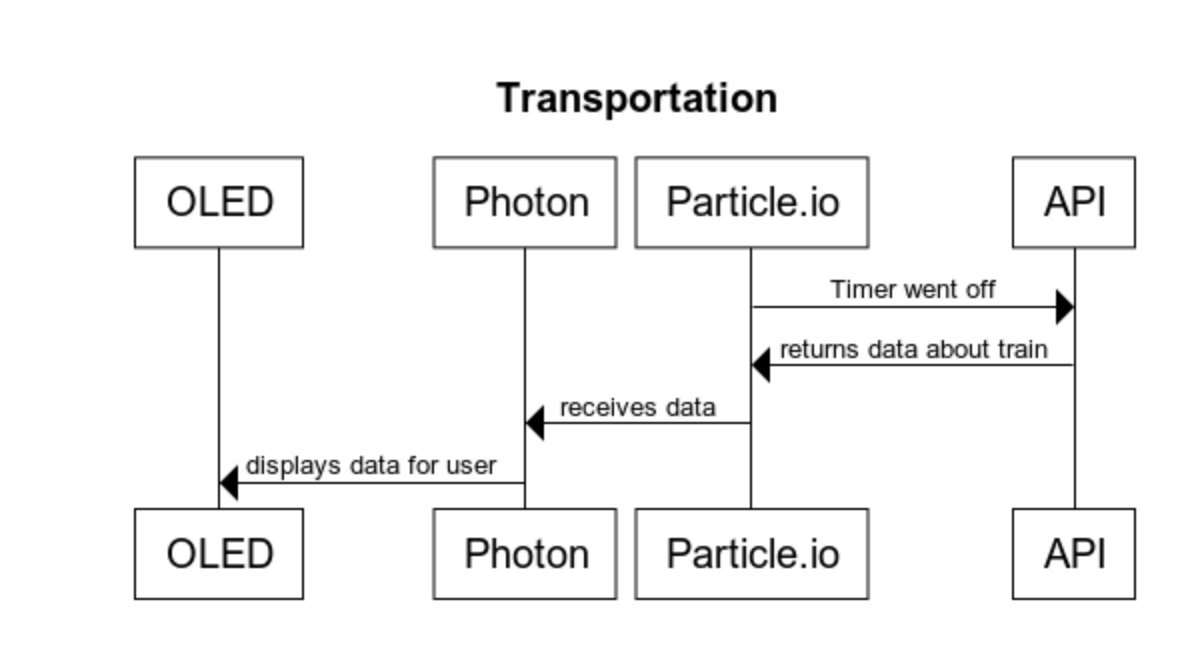 Transportation
OLED
Photon
Particle.io
API
Timer went off
returns data about train
receives data
displays data for user
OLED
Photon
Particle.io
API